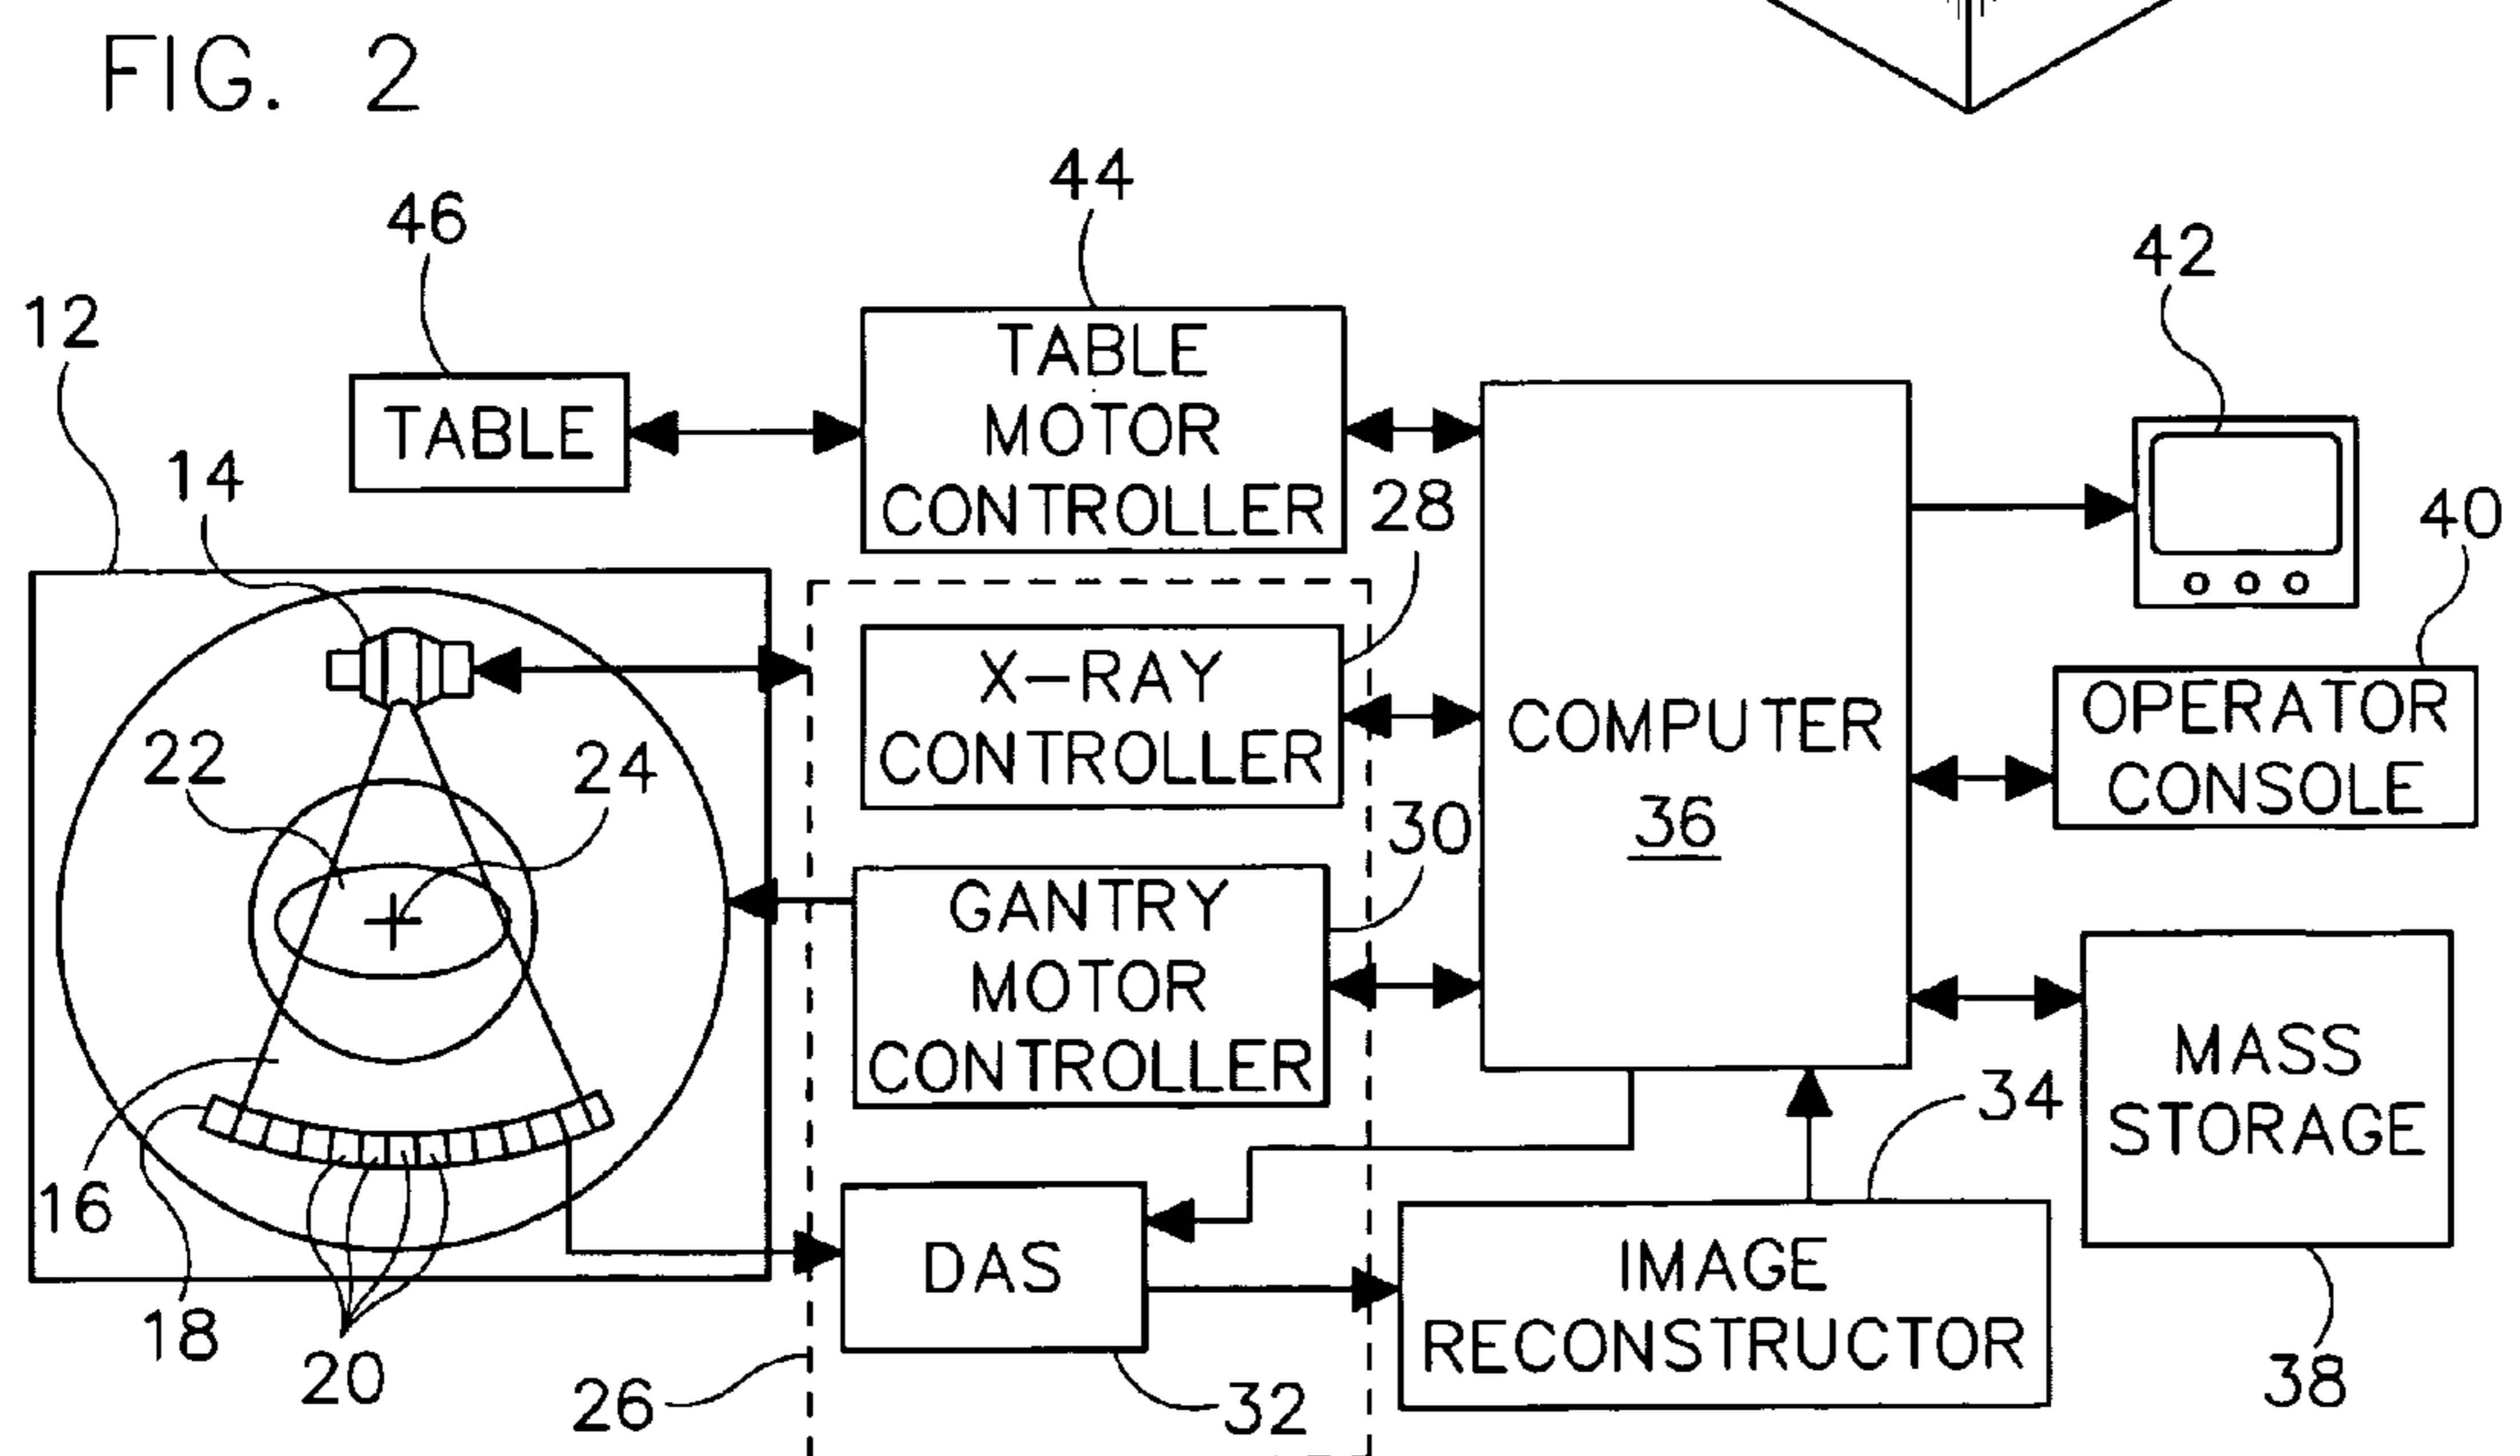 FIG. 2
44
46
42
12
TABLE
MOTOR
CONTROLLER
TABLE
14
28
40
X-RAY
CONTROLLER
COMPUTER
36
OPERATOR
CONSOLE
22
24
30
GANTRY
MOTOR
CONTROLLER
MASS
STORAGE
34
16
DAS
IMAGE
RECONSTRUCTOR
18
20
26
32
38